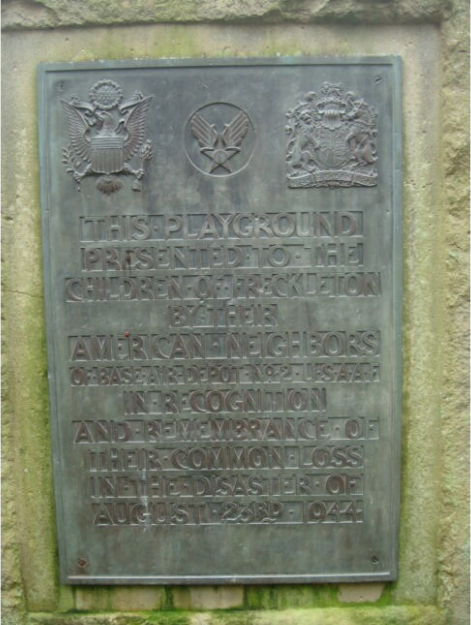 THIS · PLAYGROUND
PRESENTED · TO · THE
CHILDREN · OF · FRECKLETON
BY · THEIR
AMERICAN · NEIGHBORS
OF · BASE · AIR · DEPOT · NO · 2 · U · S · A · A · F
IN · RECOGNITION
AND · REMEMBRANCE · OF
THEIR · COMMON · LOSS
IN · THE · DISASTER · OF
AUGUST · 23RD · 1944